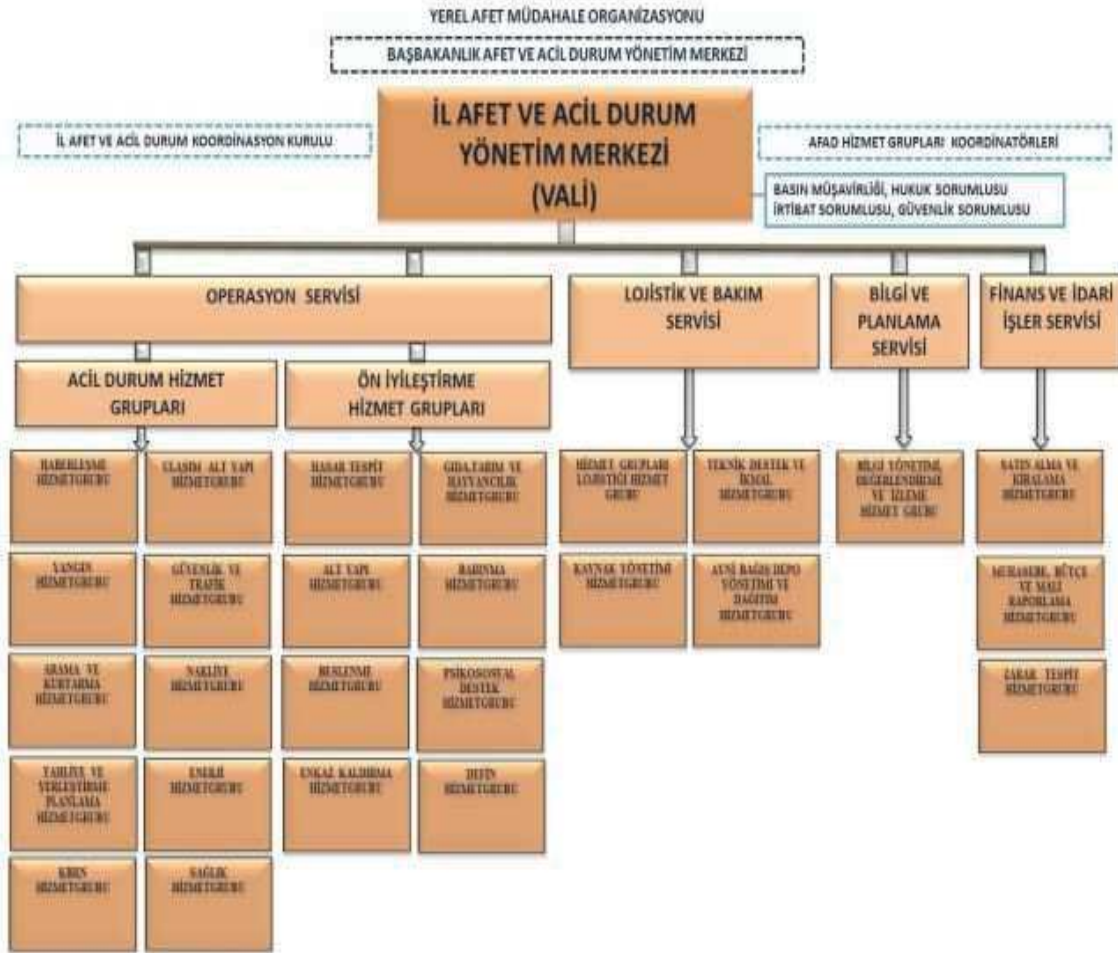 YEREL AFET MÜDAHALE ORGANİZASYONU
BAŞBAKANLIK AFET VE ACİL DURUM YÖNETİM MERKEZİ
İL AFET VE ACİL DURUM
YÖNETİM MERKEZİ
(VALİ)
İL AFET VE ACİL DURUM KOORDİNASYON KURULU
AFAD HİZMET GRUPLARI KOORDİNATÖRLERİ
BASIN MÜŞAVİRLİĞİ, HUKUK SORUMLUSU
İRTİBAT SORUMLUSU, GÜVENLİK SORUMLUSU
OPERASYON SERVİSİ
LOJİSTİK VE BAKIM
SERVİSİ
BİLGİ VE
PLANLAMA
SERVİSİ
FİNANS VE İDARİ
İŞLER SERVİSİ
ACİL DURUM HİZMET
GRUPLARI
ÖN İYİLEŞTİRME
HİZMET GRUPLARI
HABERLEŞME
HİZMETGRUBU
ULAŞIM ALT YAPI
HİZMETGRUBU
YANGIN
HİZMETGRUBU
GÜVENLİK VE
TRAFİK
HİZMETGRUBU
ARAMA VE
KURTARMA
HİZMETGRUBU
NAKLİYE
HİZMETGRUBU
TAHLİYE VE
YERLEŞTİRME
PLANLAMA
HİZMETGRUBU
ENERJİ
HİZMETGRUBU
KBRN
HİZMETGRUBU
SAĞLIK
HİZMETGRUBU
HASAR TESPİT
HİZMETGRUBU
GIDA,TARIM VE
HAYVANCILIK
HİZMETGRUBU
ALT YAPI
HİZMETGRUBU
BARINMA
HİZMETGRUBU
BESLENME
HİZMETGRUBU
PSİKOSOSYAL
DESTEK
HİZMETGRUBU
ENKAZ KALDIRMA
HİZMETGRUBU
DEFİN
HİZMETGRUBU
HİZMET GRUPLARI
LOJİSTİĞİ HİZMET
GRUBU
TEKNİK DESTEK VE
İKMAL
HİZMETGRUBU
KAYNAK YÖNETİMİ
HİZMETGRUBU
AYNİ BAĞIŞ DEPO
YÖNETİMİ VE
DAĞITIM
HİZMETGRUBU
BİLGİ YÖNETİMİ,
DEĞERLENDİRME
VE İZLEME
HİZMET GRUBU
SATIN ALMA VE
KİRALAMA
HİZMETGRUBU
MUHASEBE, BÜTÇE
VE MALİ
RAPORLAMA
HİZMETGRUBU
ZARAR TESPİT
HİZMETGRUBU